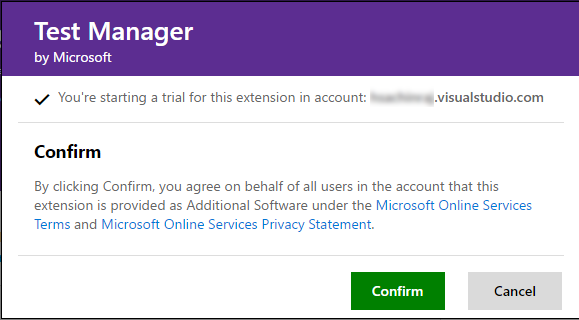 Test Manager
by Microsoft
You're starting a trial for this extension in account: .visualstudio.com
Confirm
By clicking Confirm, you agree on behalf of all users in the account that this
extension is provided as Additional Software under the Microsoft Online Services
Terms and Microsoft Online Services Privacy Statement.
Confirm
Cancel